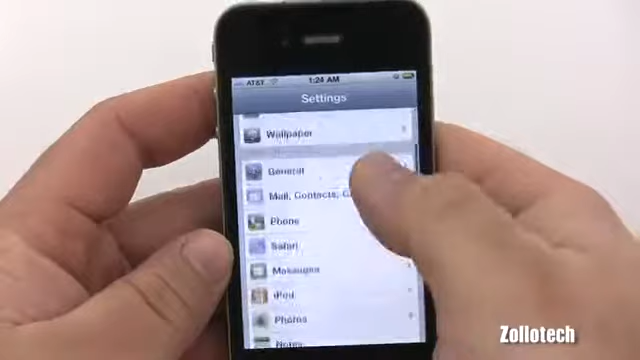 AT&T 1:24 AM
Settings
Wallpaper
General
Mail, Contacts, C
Phone
Safari
Messages
iPod
Photos
Notes
Zollotech